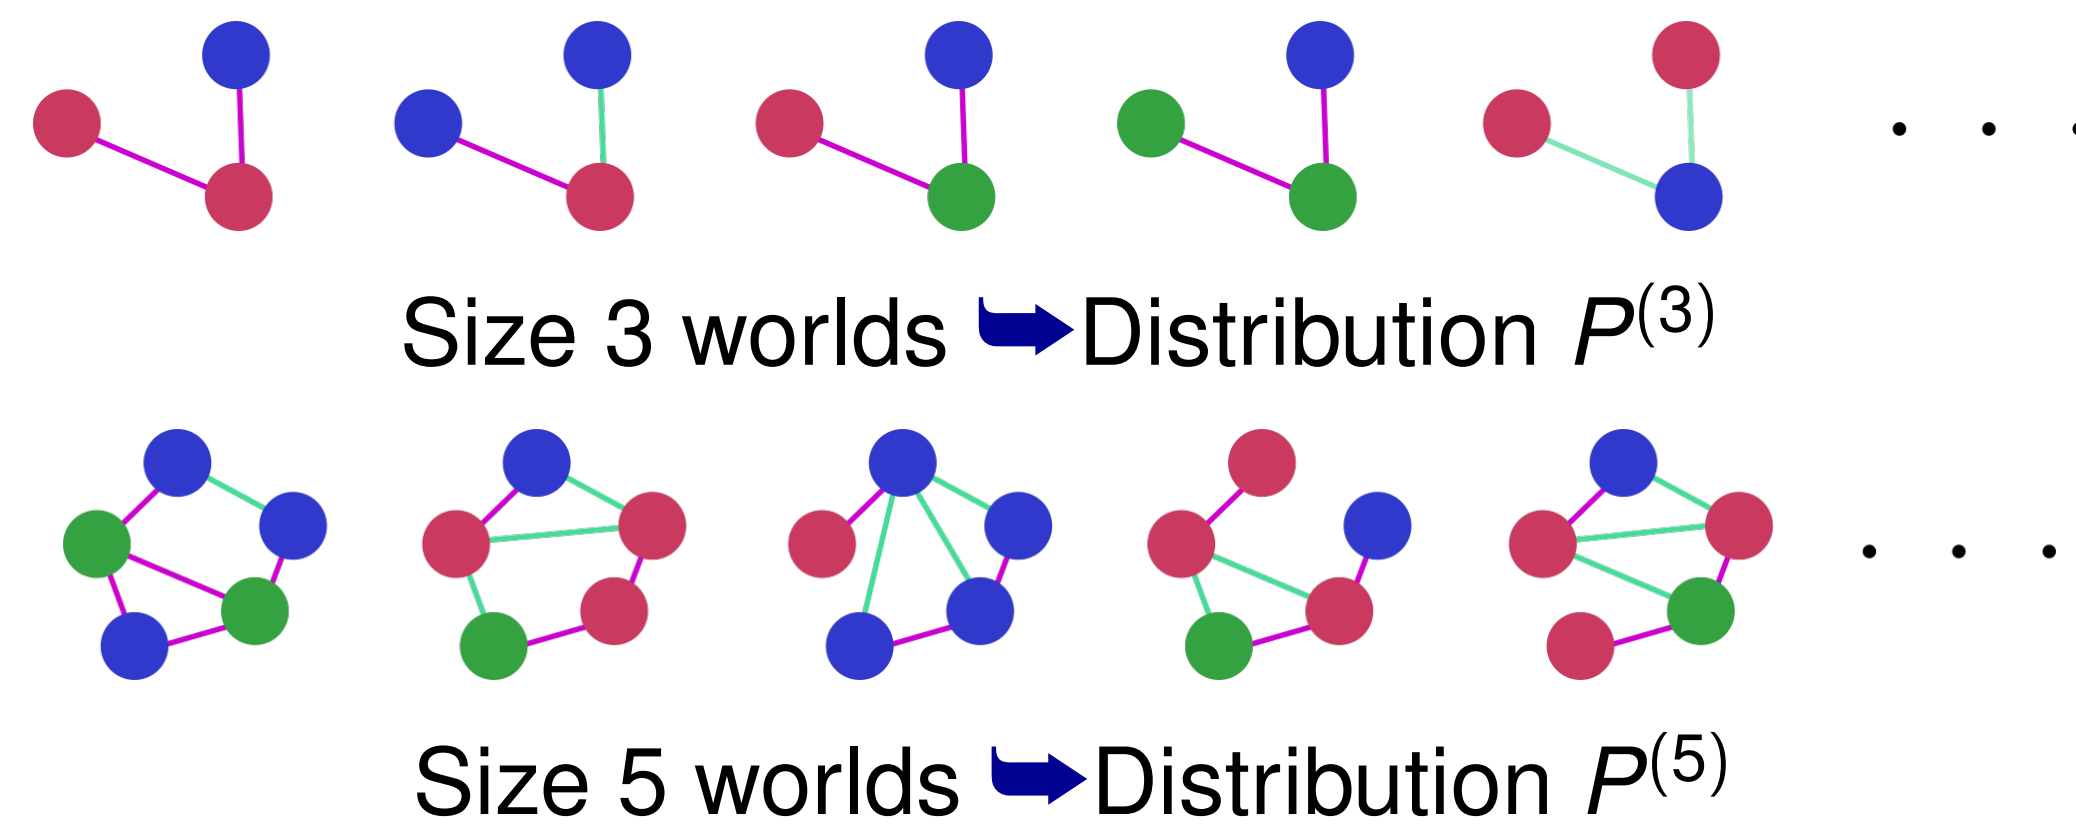 Size 3 worlds ➥ Distribution P⁽³⁾
Size 5 worlds ➥ Distribution P⁽⁵⁾